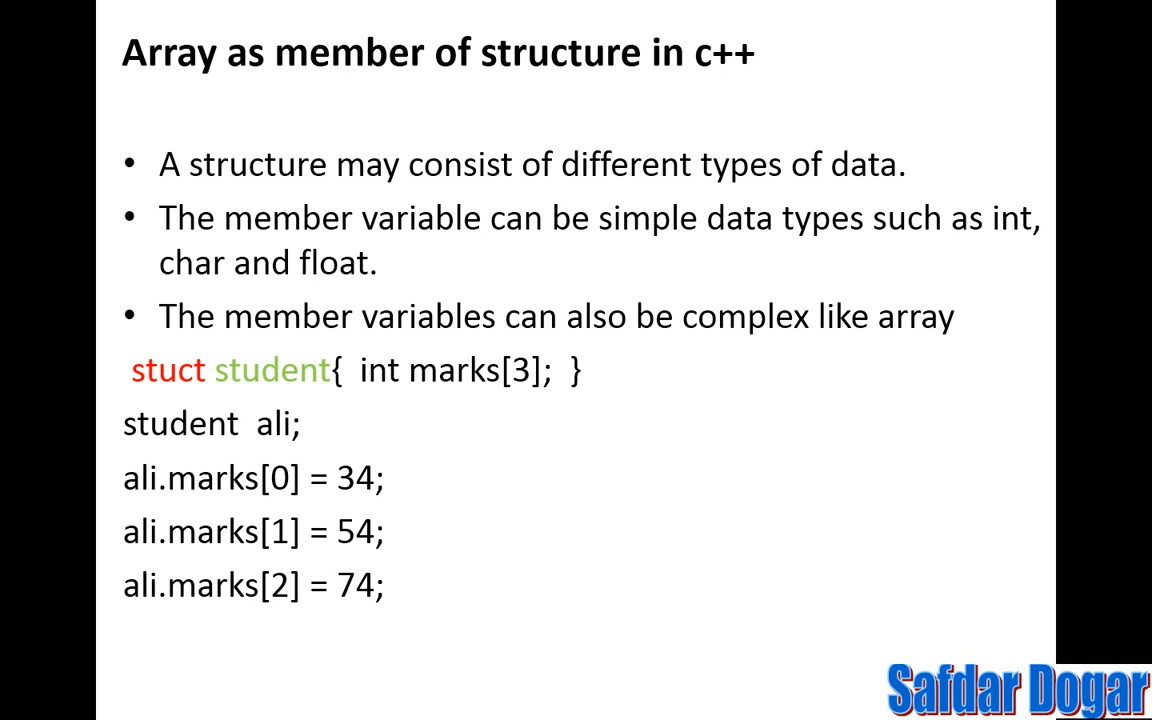 Array as member of structure in c++
• A structure may consist of different types of data.
• The member variable can be simple data types such as int,
char and float.
• The member variables can also be complex like array
stuct student{ int marks[3]; }
student ali;
ali.marks[0] = 34;
ali.marks[1] = 54;
ali.marks[2] = 74;
Safdar Dogar